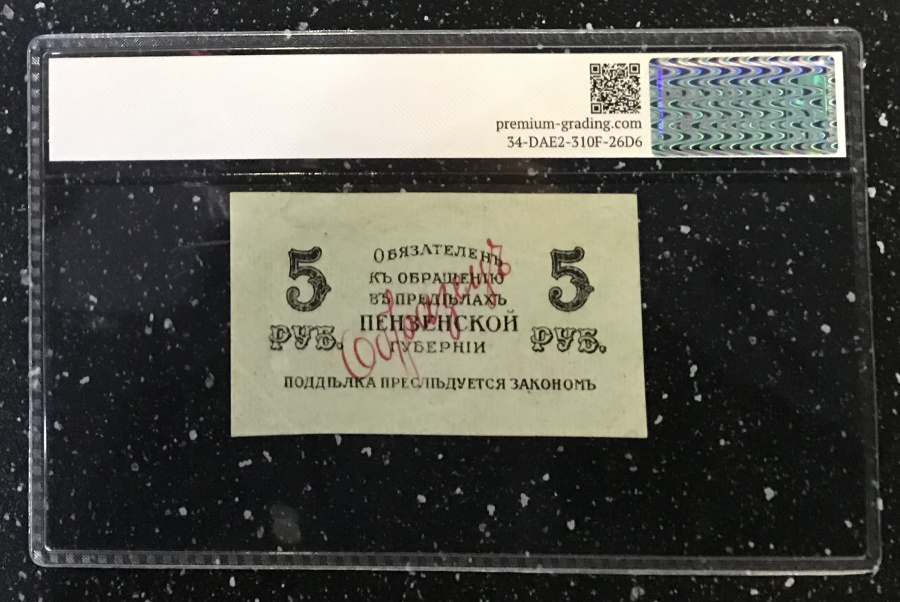 premium-grading.com
34-DAE2-310F-26D6
5
РУБ.
ОБЯЗАТЕЛЕНЪ
КЪ ОБРАЩЕНІЮ
ВЪ ПРЕДѢЛАХЪ
ПЕНЗЕНСКОЙ
ГУБЕРНІИ
5
РУБ.
Образецъ
ПОДДѢЛКА ПРЕСЛѢДУЕТСЯ ЗАКОНОМЪ